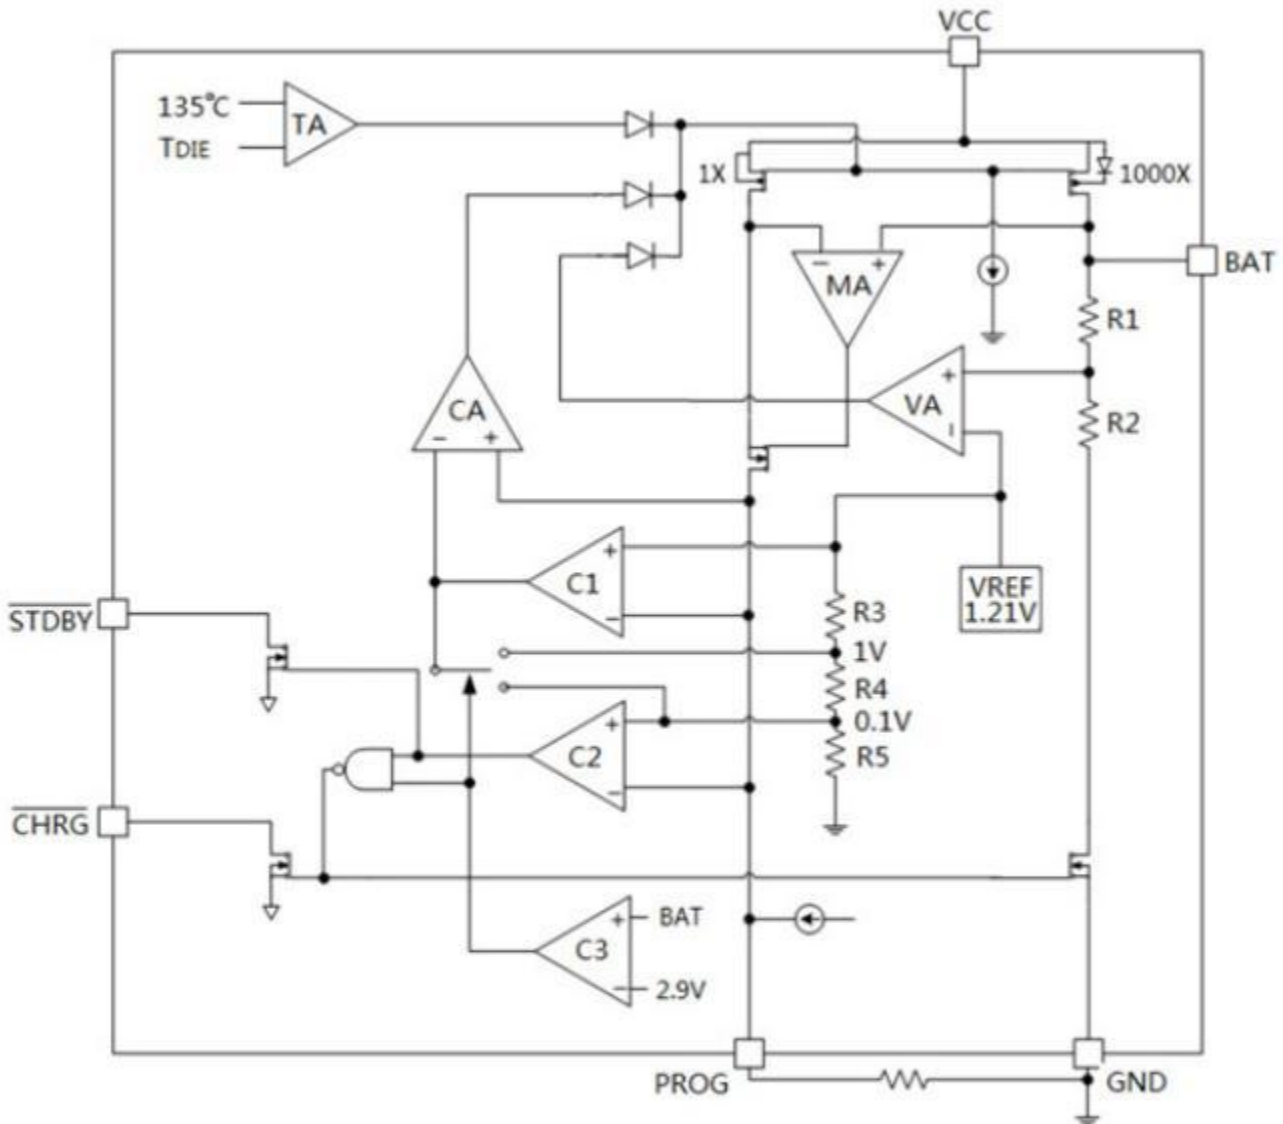 VCC
135°C
TA
TDIE
1X
1000X
− +
MA
BAT
R1
+
VA
−
R2
CA
− +
+
C1
−
VREF
1.21V
STDBY
R3
1V
R4
+
0.1V
C2
R5
−
CHRG
+ BAT
C3
− 2.9V
PROG
GND